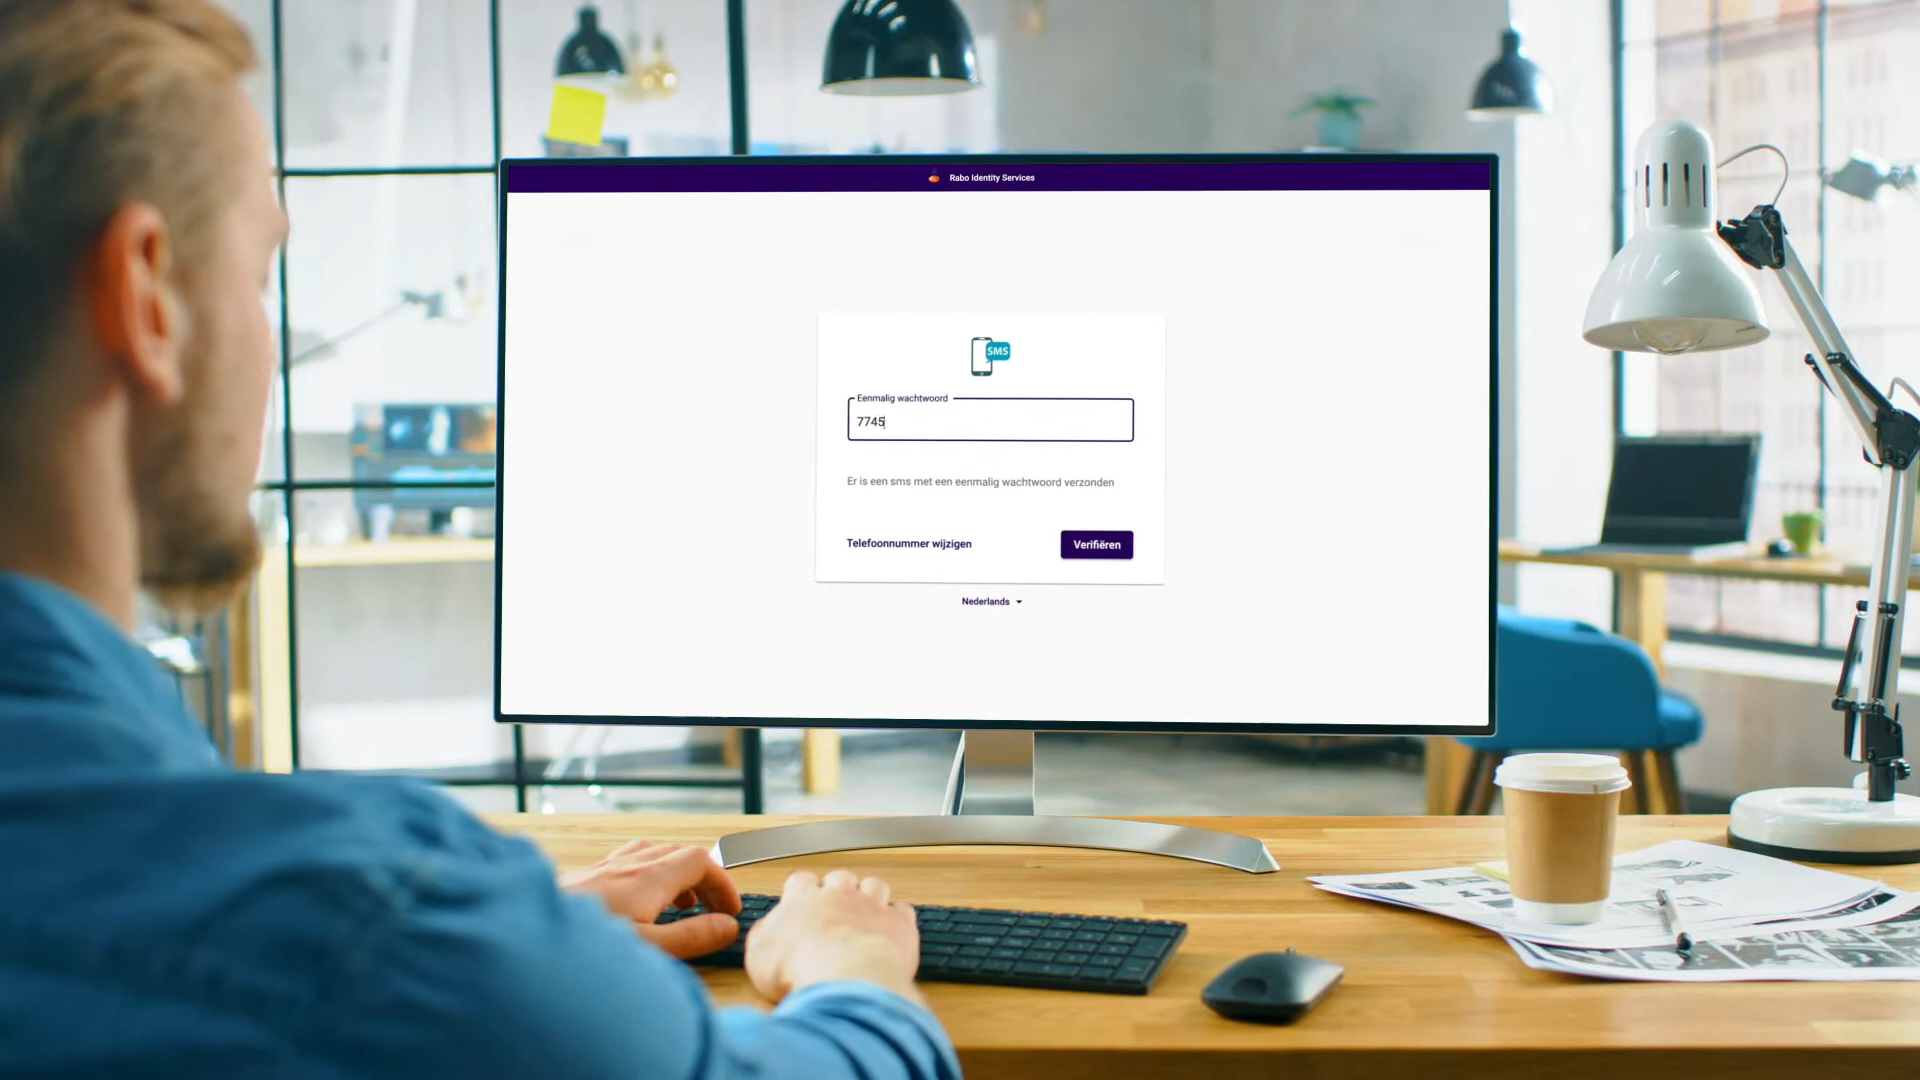 Rabo Identity Services
SMS
Eenmalig wachtwoord
7745
Er is een sms met een eenmalig wachtwoord verzonden
Telefoonnummer wijzigen
Verifiëren
Nederlands